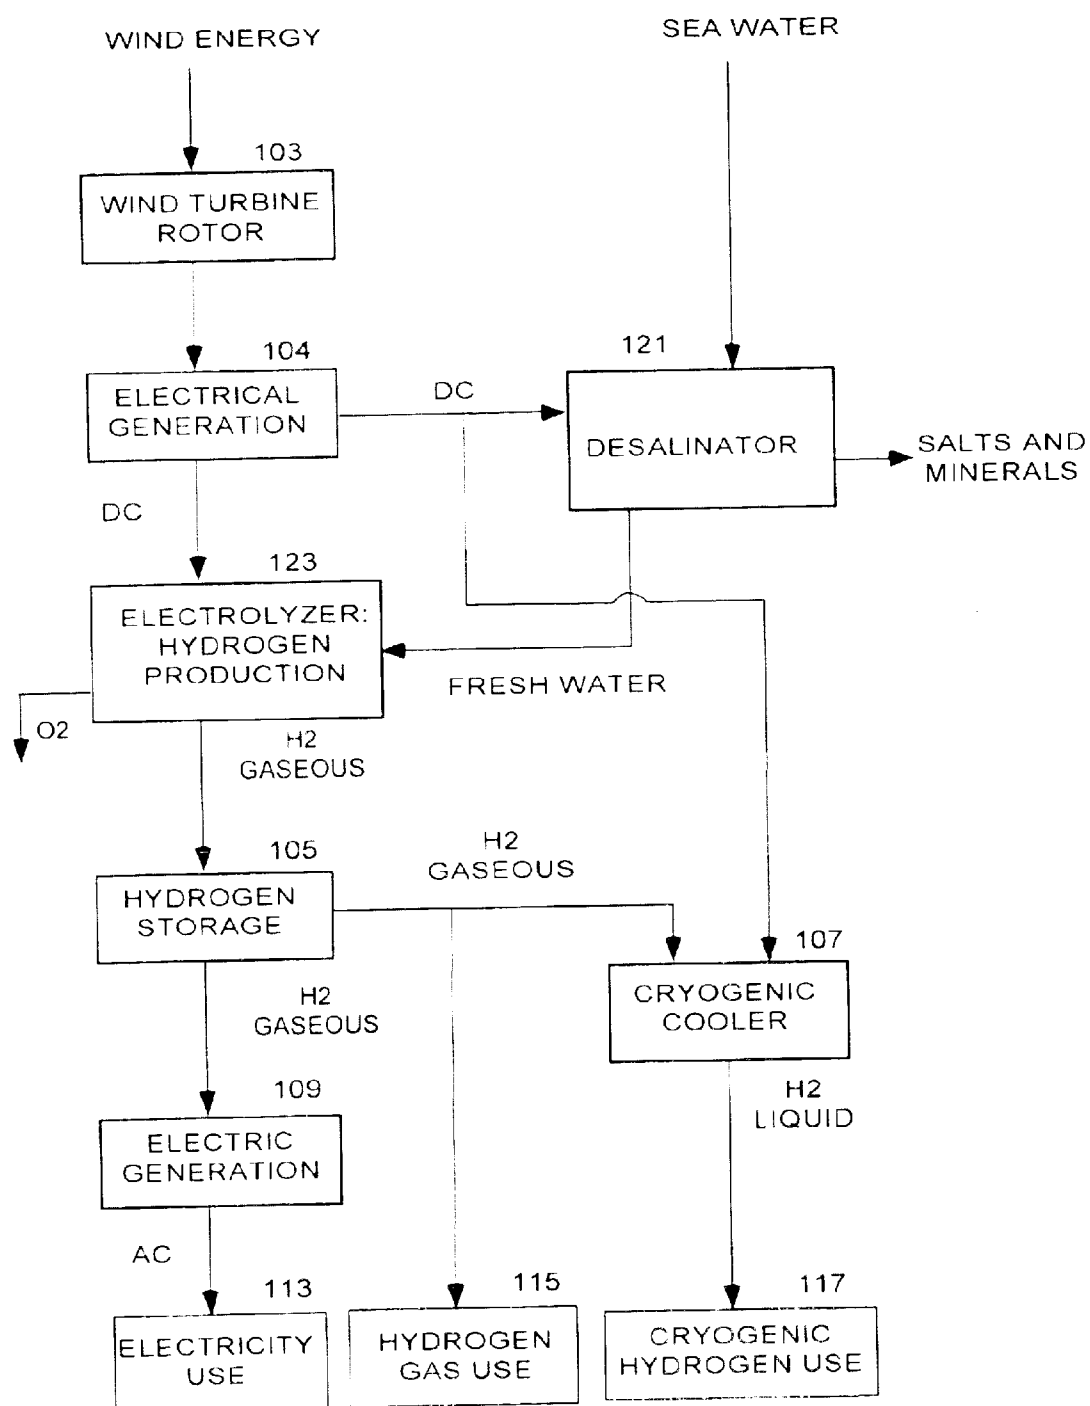 WIND ENERGY
SEA WATER
103
WIND TURBINE
ROTOR
104
ELECTRICAL
GENERATION
DC
121
DESALINATOR
SALTS AND
MINERALS
DC
123
ELECTROLYZER:
HYDROGEN
PRODUCTION
FRESH WATER
O2
H2
GASEOUS
105
HYDROGEN
STORAGE
H2
GASEOUS
107
CRYOGENIC
COOLER
H2
GASEOUS
109
ELECTRIC
GENERATION
H2
LIQUID
AC
113
ELECTRICITY
USE
115
HYDROGEN
GAS USE
117
CRYOGENIC
HYDROGEN USE